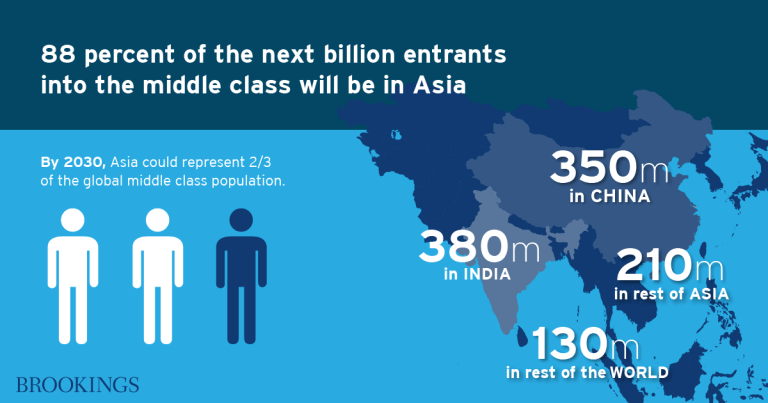 88 percent of the next billion entrants
into the middle class will be in Asia
By 2030, Asia could represent 2/3
of the global middle class population.
350m
in CHINA
380m
in INDIA
210m
in rest of ASIA
130m
in rest of the WORLD
BROOKINGS